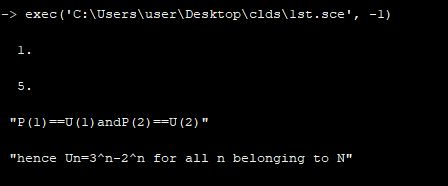 -> exec('C:\Users\user\Desktop\clds\1st.sce', -1)
1.
5.
"P(1)==U(1)andP(2)==U(2)"
"hence Un=3^n-2^n for all n belonging to N"